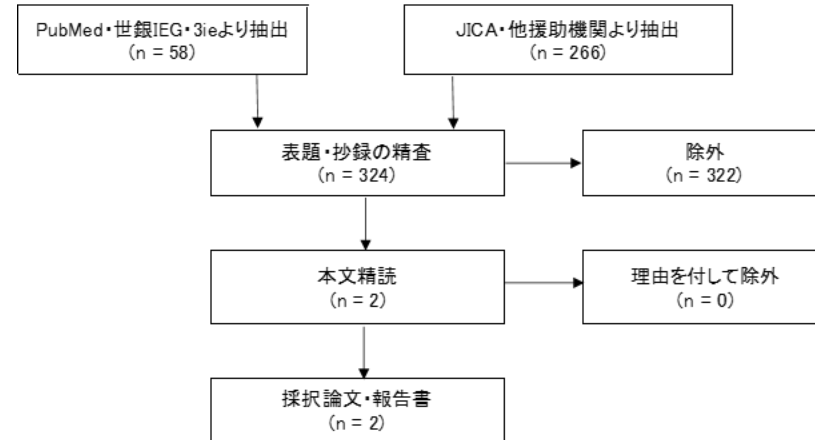 PubMed・世銀IEG・3ieより抽出
(n = 58)
JICA・他援助機関より抽出
(n = 266)
表題・抄録の精査
(n = 324)
除外
(n = 322)
本文精読
(n = 2)
理由を付して除外
(n = 0)
採択論文・報告書
(n = 2)